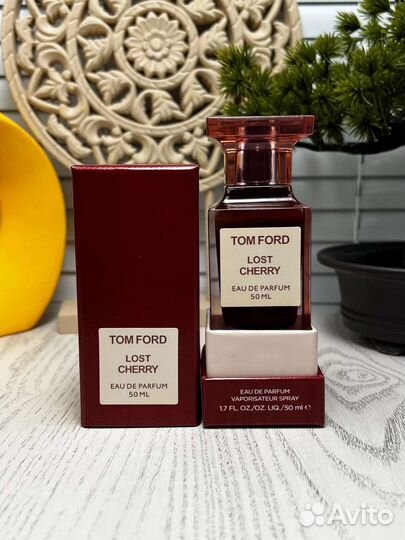 TOM FORD
LOST
CHERRY
EAU DE PARFUM
50 ML
TOM FORD
LOST
CHERRY
EAU DE PARFUM
50 ML
EAU DE PARFUM
VAPORISATEUR SPRAY
1.7 FL. OZ./OZ. LIQ./50 ml ℮
Avito